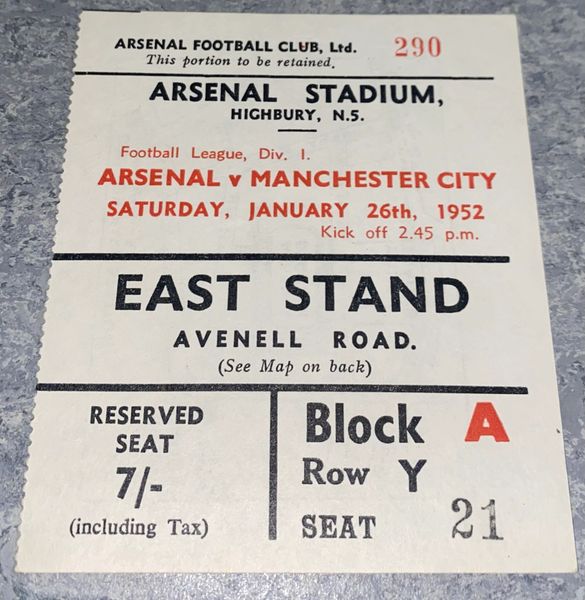 ARSENAL FOOTBALL CLUB, Ltd. 290
This portion to be retained.
ARSENAL STADIUM,
HIGHBURY, N.5.
Football League, Div. I.
ARSENAL v MANCHESTER CITY
SATURDAY, JANUARY 26th, 1952
Kick off 2.45 p.m.
EAST STAND
AVENELL ROAD.
(See Map on back)
RESERVED
SEAT
7/-
(including Tax)
Block A
Row Y
SEAT 21